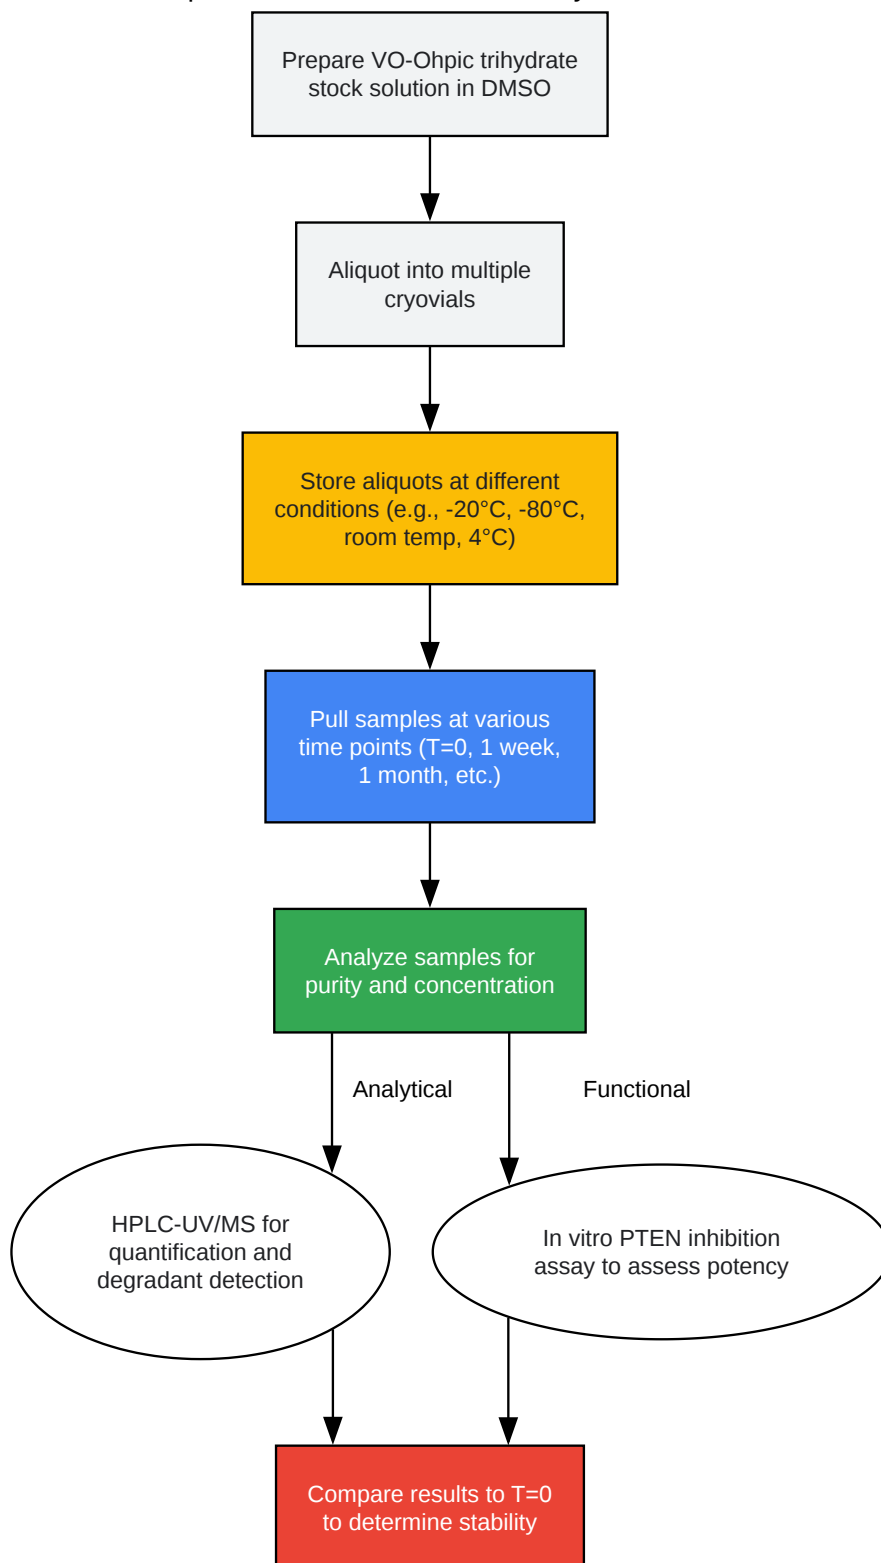 Prepare VO-Ohpic trihydrate
stock solution in DMSO
Aliquot into multiple
cryovials
Store aliquots at different
conditions (e.g., -20°C, -80°C,
room temp, 4°C)
Pull samples at various
time points (T=0, 1 week,
1 month, etc.)
Analyze samples for
purity and concentration
Analytical
Functional
HPLC-UV/MS for
quantification and
degradant detection
In vitro PTEN inhibition
assay to assess potency
Compare results to T=0
to determine stability